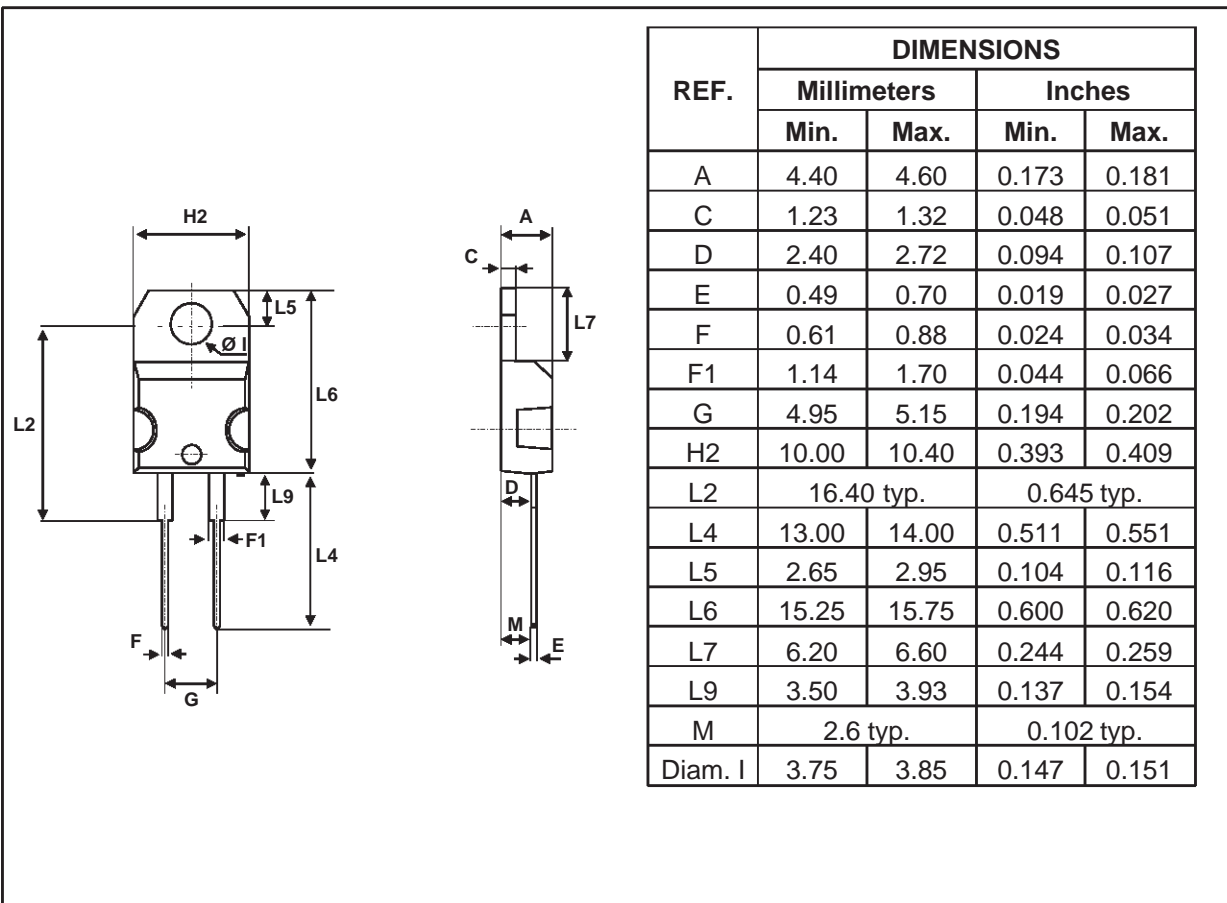 H2
L5
Ø I
L6
L2
L9
F1
L4
F
G
A
C
L7
D
M
E
REF. DIMENSIONS
Millimeters Inches
Min. Max. Min. Max.
A 4.40 4.60 0.173 0.181
C 1.23 1.32 0.048 0.051
D 2.40 2.72 0.094 0.107
E 0.49 0.70 0.019 0.027
F 0.61 0.88 0.024 0.034
F1 1.14 1.70 0.044 0.066
G 4.95 5.15 0.194 0.202
H2 10.00 10.40 0.393 0.409
L2 16.40 typ. 0.645 typ.
L4 13.00 14.00 0.511 0.551
L5 2.65 2.95 0.104 0.116
L6 15.25 15.75 0.600 0.620
L7 6.20 6.60 0.244 0.259
L9 3.50 3.93 0.137 0.154
M 2.6 typ. 0.102 typ.
Diam. I 3.75 3.85 0.147 0.151